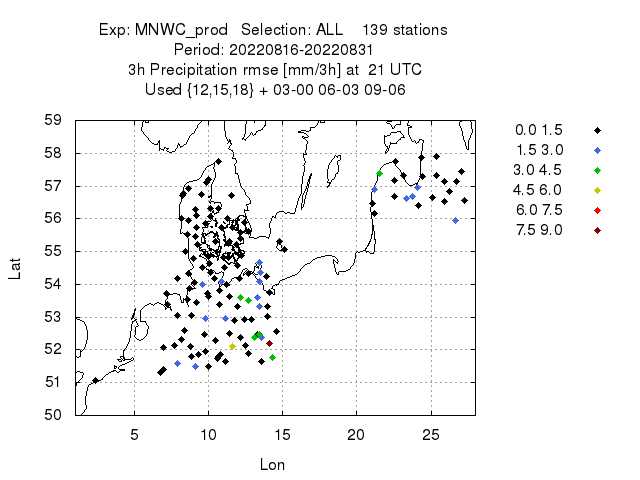 Exp: MNWC_prod   Selection: ALL    139 stations
Period: 20220816-20220831
3h Precipitation rmse [mm/3h] at  21 UTC
Used {12,15,18} + 03-00 06-03 09-06
59
58
57
56
55
54
53
52
51
50
Lat
5 10 15 20 25
Lon
0.0 1.5
1.5 3.0
3.0 4.5
4.5 6.0
6.0 7.5
7.5 9.0